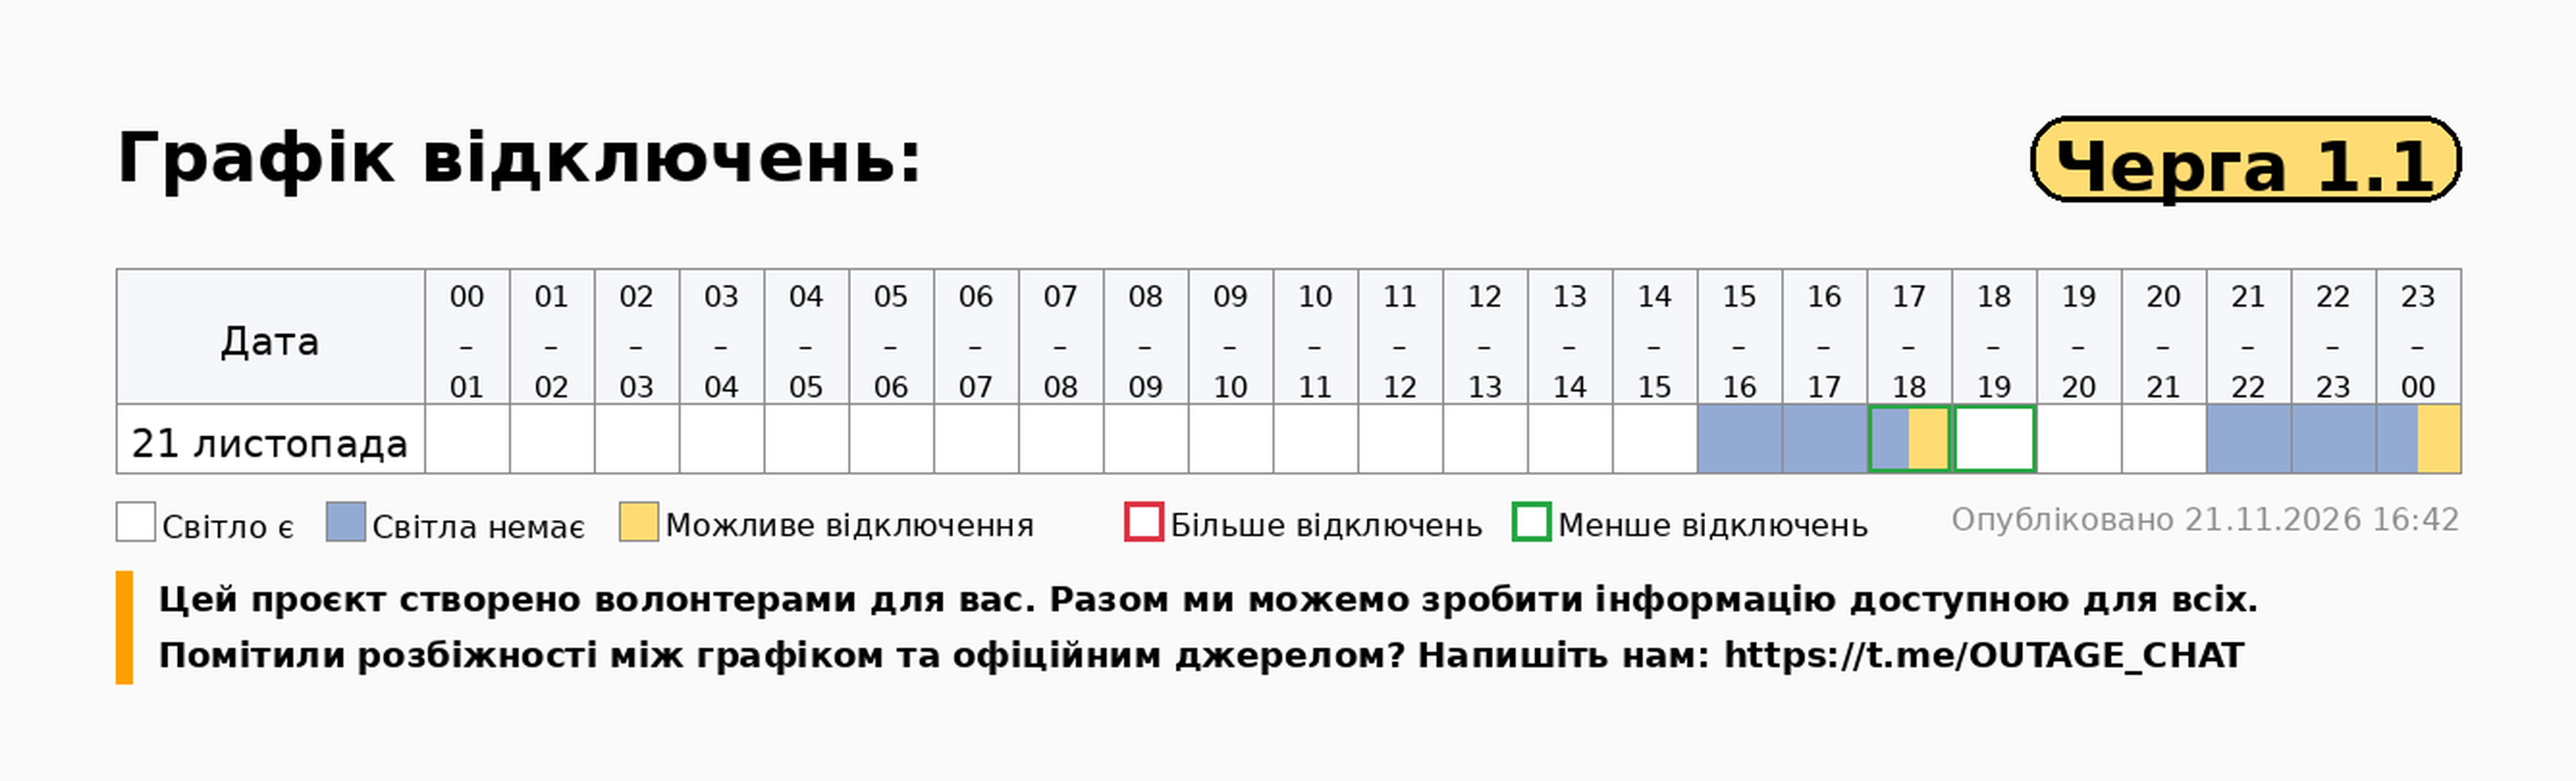 Графік відключень:
Черга 1.1
Дата 00 – 01 01 – 02 02 – 03 03 – 04 04 – 05 05 – 06 06 – 07 07 – 08 08 – 09 09 – 10 10 – 11 11 – 12 12 – 13 13 – 14 14 – 15 15 – 16 16 – 17 17 – 18 18 – 19 19 – 20 20 – 21 21 – 22 22 – 23 23 – 00
21 листопада
Світло є Світла немає Можливе відключення Більше відключень Менше відключень Опубліковано 21.11.2026 16:42
Цей проєкт створено волонтерами для вас. Разом ми можемо зробити інформацію доступною для всіх.
Помітили розбіжності між графіком та офіційним джерелом? Напишіть нам: https://t.me/OUTAGE_CHAT